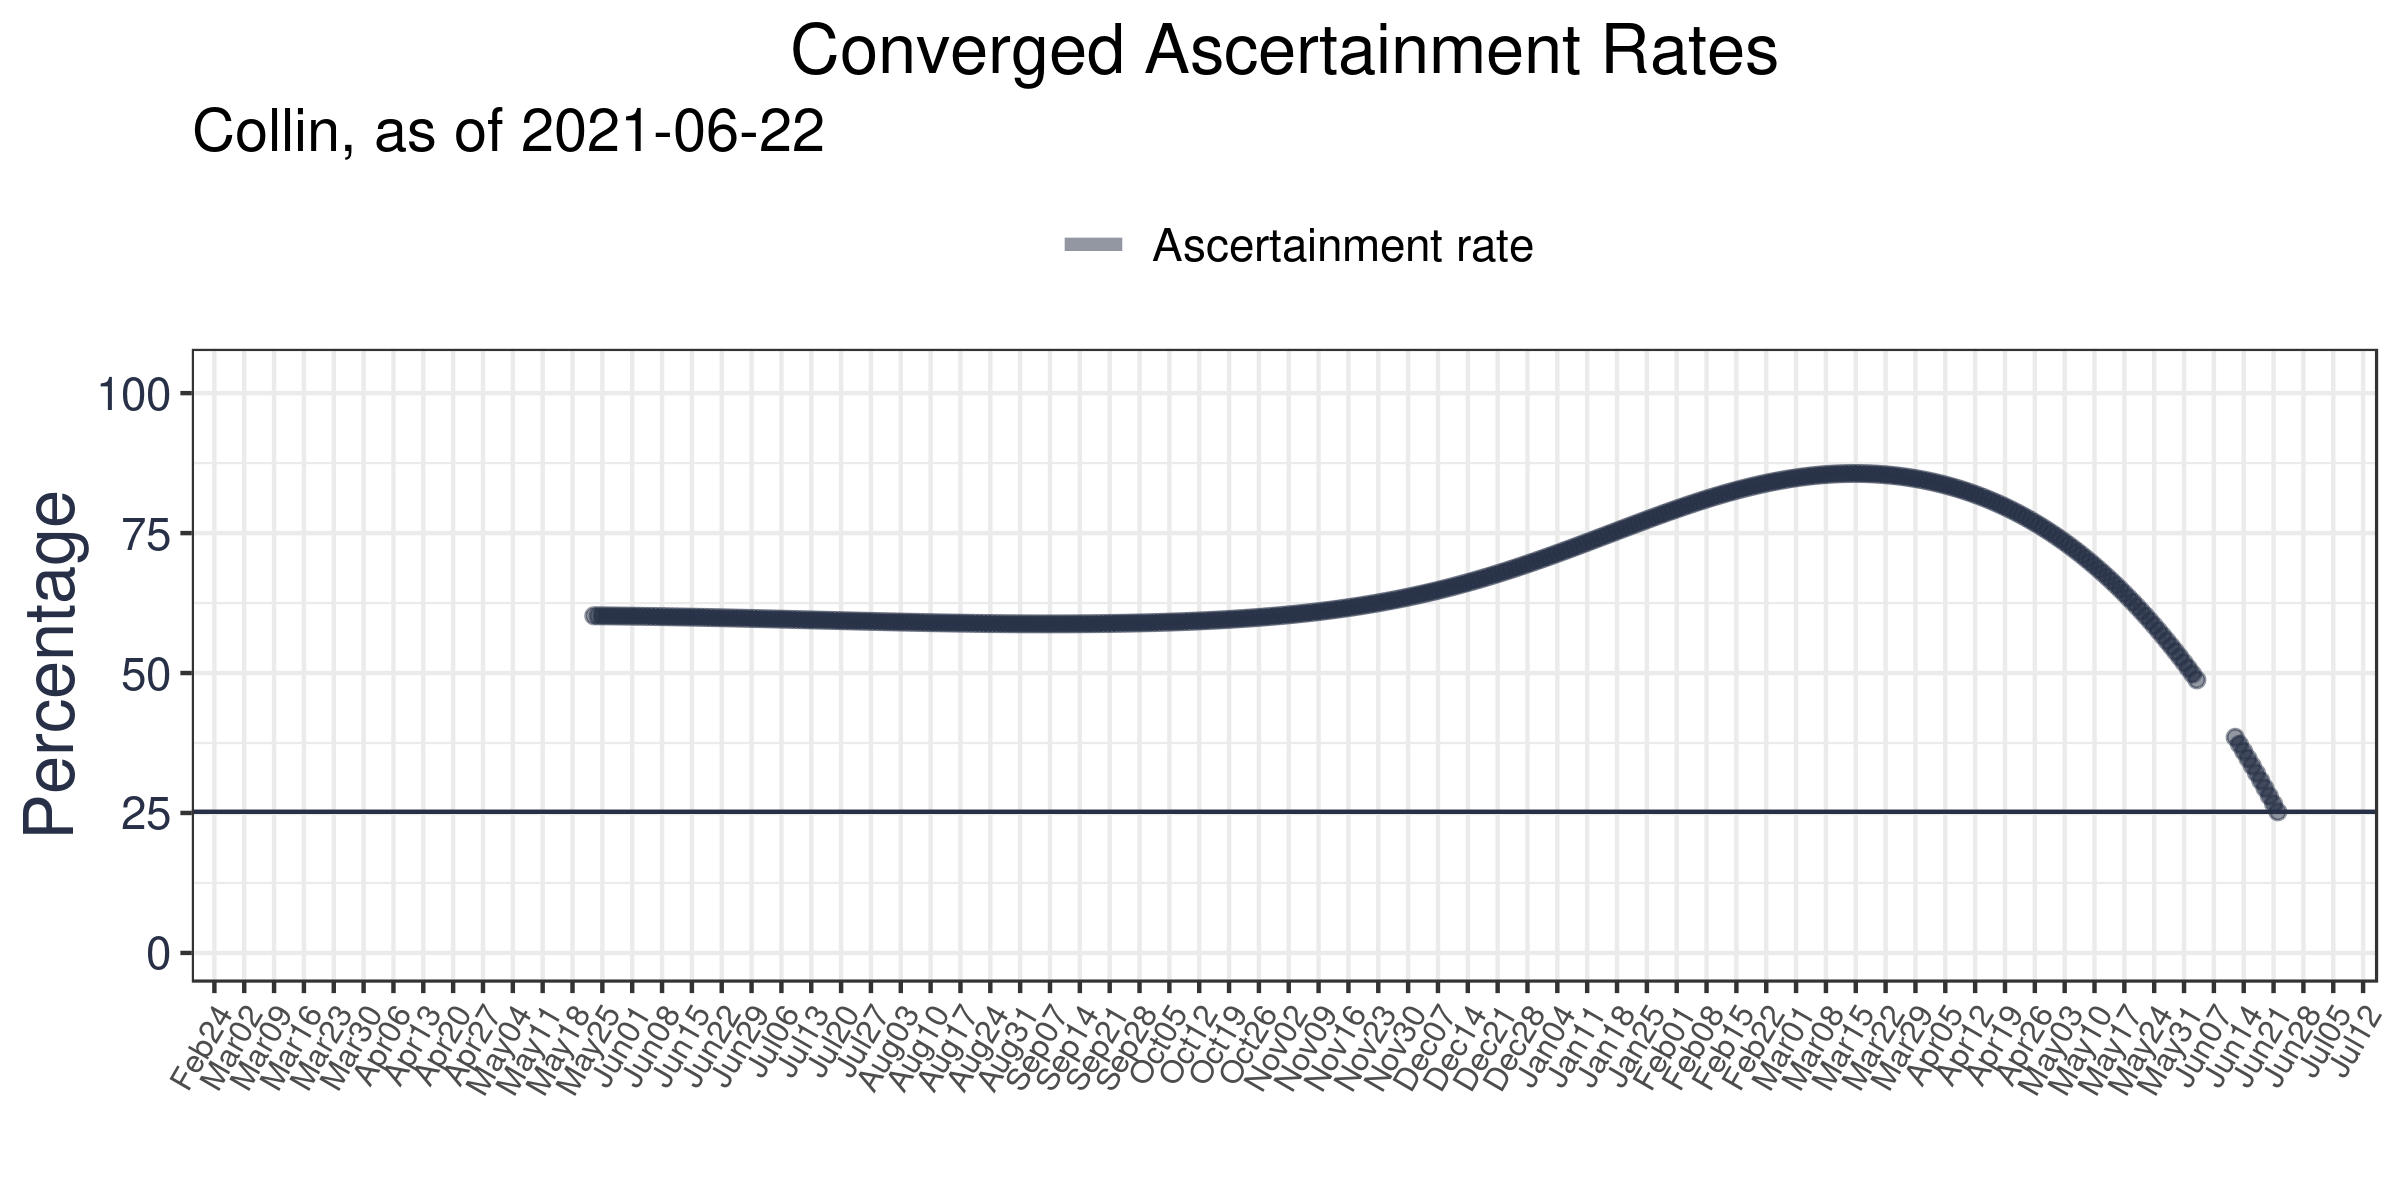 Converged Ascertainment Rates
Collin, as of 2021-06-22
Ascertainment rate
Percentage
100
75
50
25
0
Feb24
Mar02
Mar09
Mar16
Mar23
Mar30
Apr06
Apr13
Apr20
Apr27
May04
May11
May18
May25
Jun01
Jun08
Jun15
Jun22
Jun29
Jul06
Jul13
Jul20
Jul27
Aug03
Aug10
Aug17
Aug24
Aug31
Sep07
Sep14
Sep21
Sep28
Oct05
Oct12
Oct19
Oct26
Nov02
Nov09
Nov16
Nov23
Nov30
Dec07
Dec14
Dec21
Dec28
Jan04
Jan11
Jan18
Jan25
Feb01
Feb08
Feb15
Feb22
Mar01
Mar08
Mar15
Mar22
Mar29
Apr05
Apr12
Apr19
Apr26
May03
May10
May17
May24
May31
Jun07
Jun14
Jun21
Jun28
Jul05
Jul12